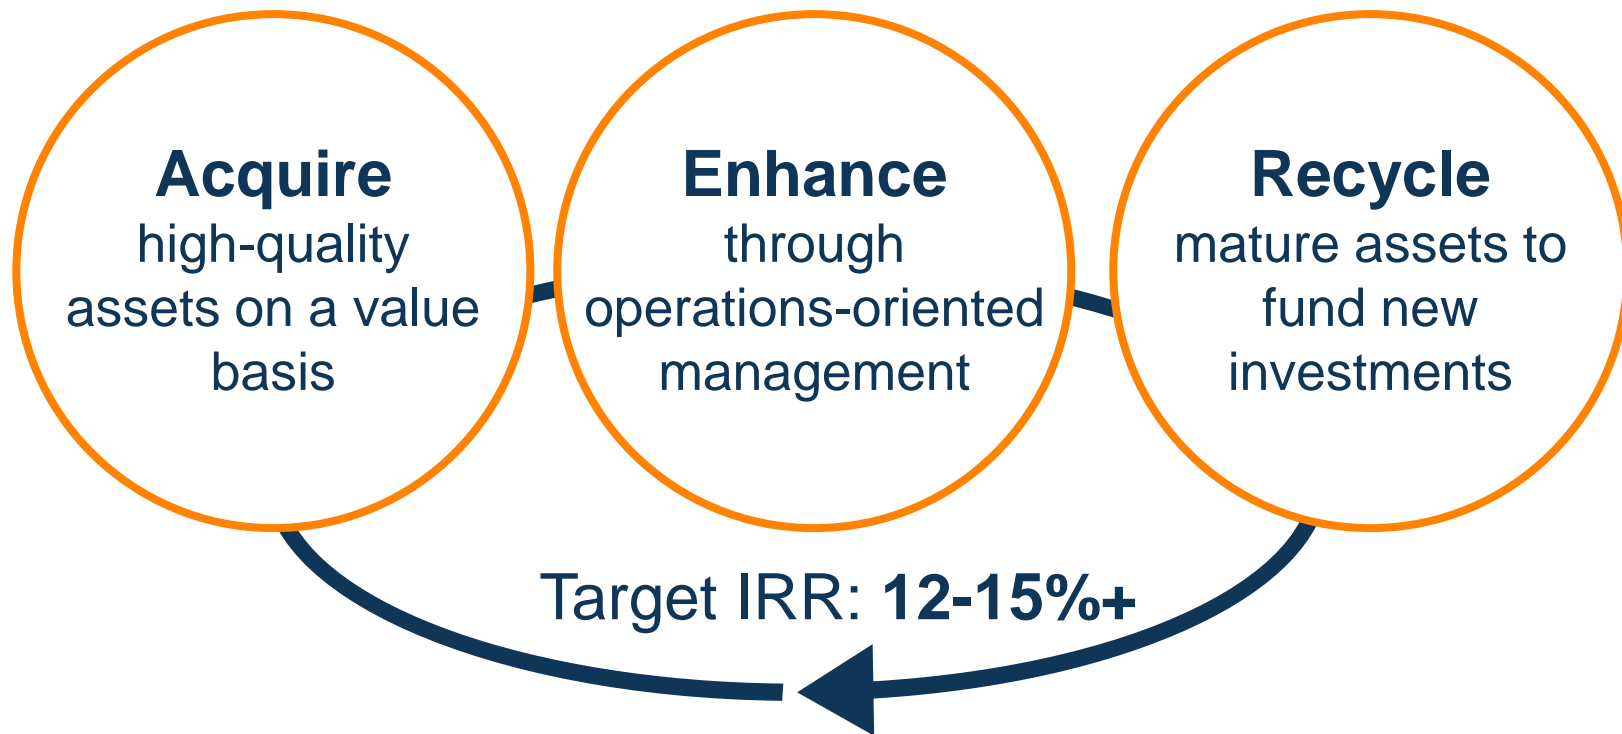 Acquire
high-quality
assets on a value
basis
Enhance
through
operations-oriented
management
Recycle
mature assets to
fund new
investments
Target IRR: 12-15%+